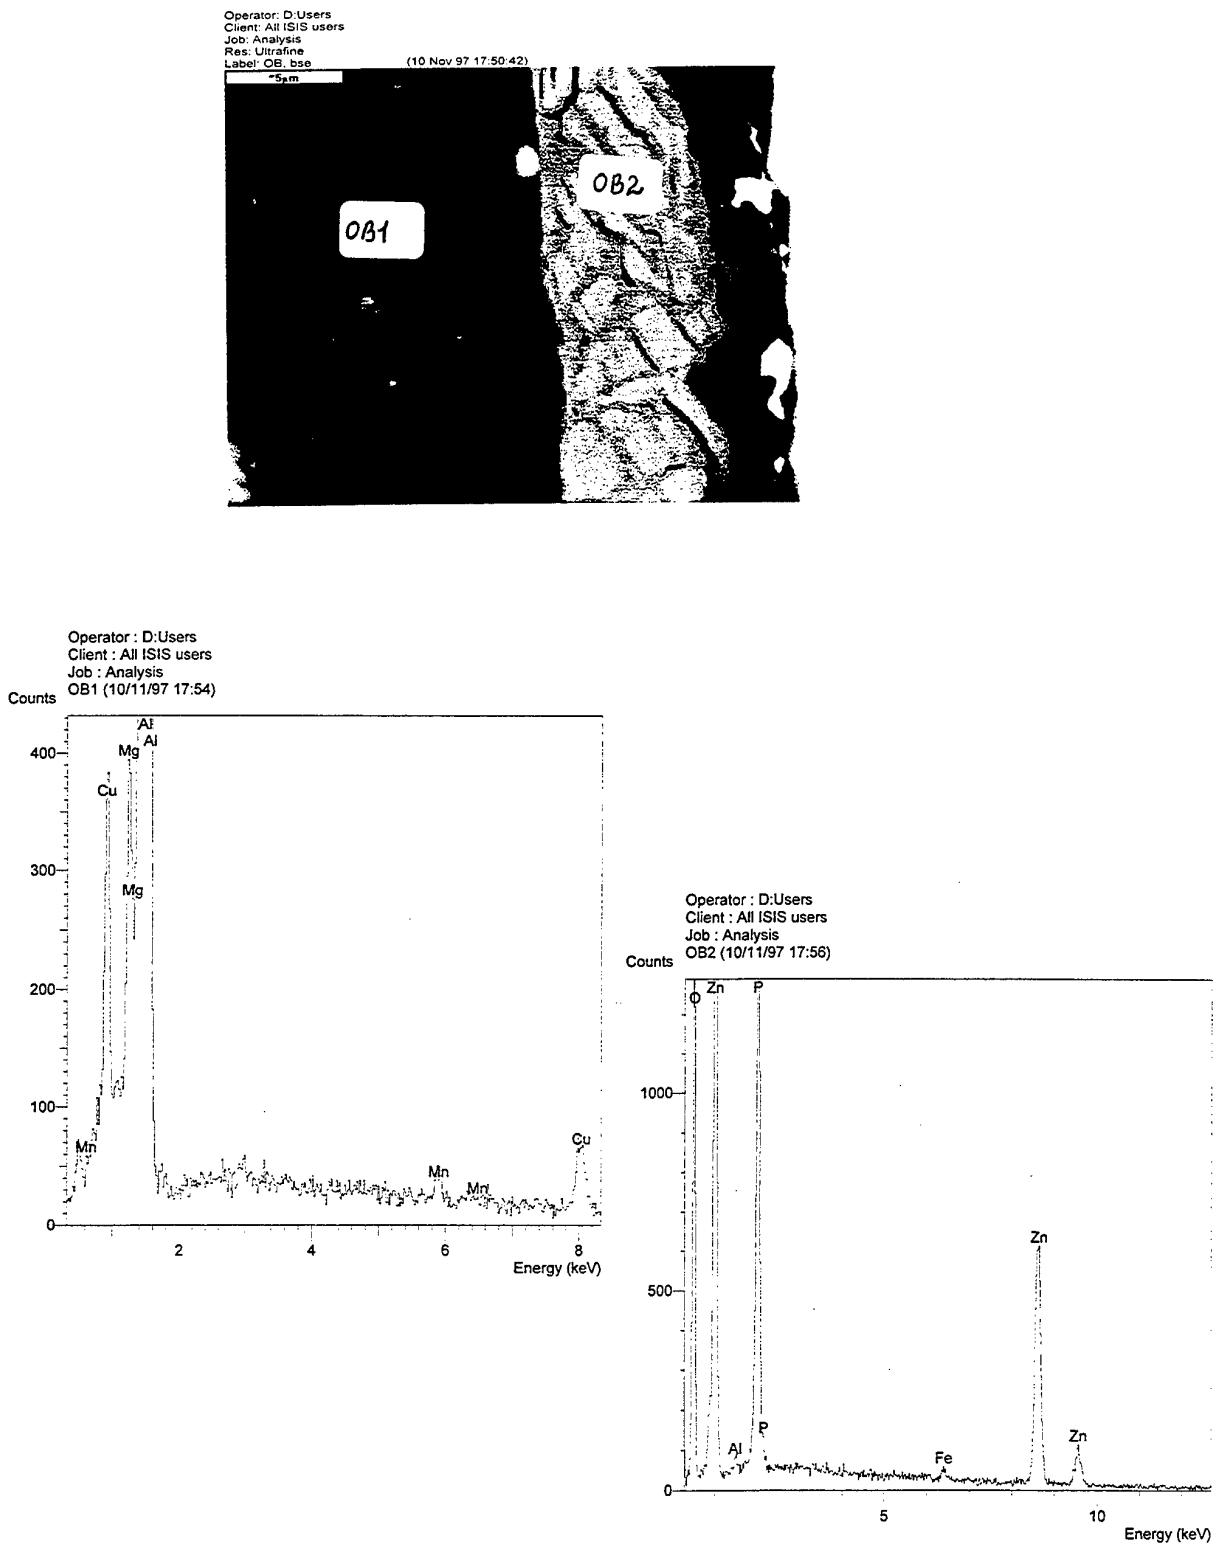 Operator: D:Users
Client: All ISIS users
Job: Analysis
Res: Ultrafine
Label: OB, bse (10 Nov 97 17:50:42)
5µm
OB1
OB2
Operator : D:Users
Client : All ISIS users
Job : Analysis
OB1 (10/11/97 17:54)
Counts
Al
Al
Mg
Cu
Mg
Mn
Mn
Mn
Cu
400
300
200
100
0
2 4 6 8
Energy (keV)
Operator : D:Users
Client : All ISIS users
Job : Analysis
OB2 (10/11/97 17:56)
Counts
O Zn P
1000
Zn
500
P
Al
Fe
Zn
0
5 10
Energy (keV)